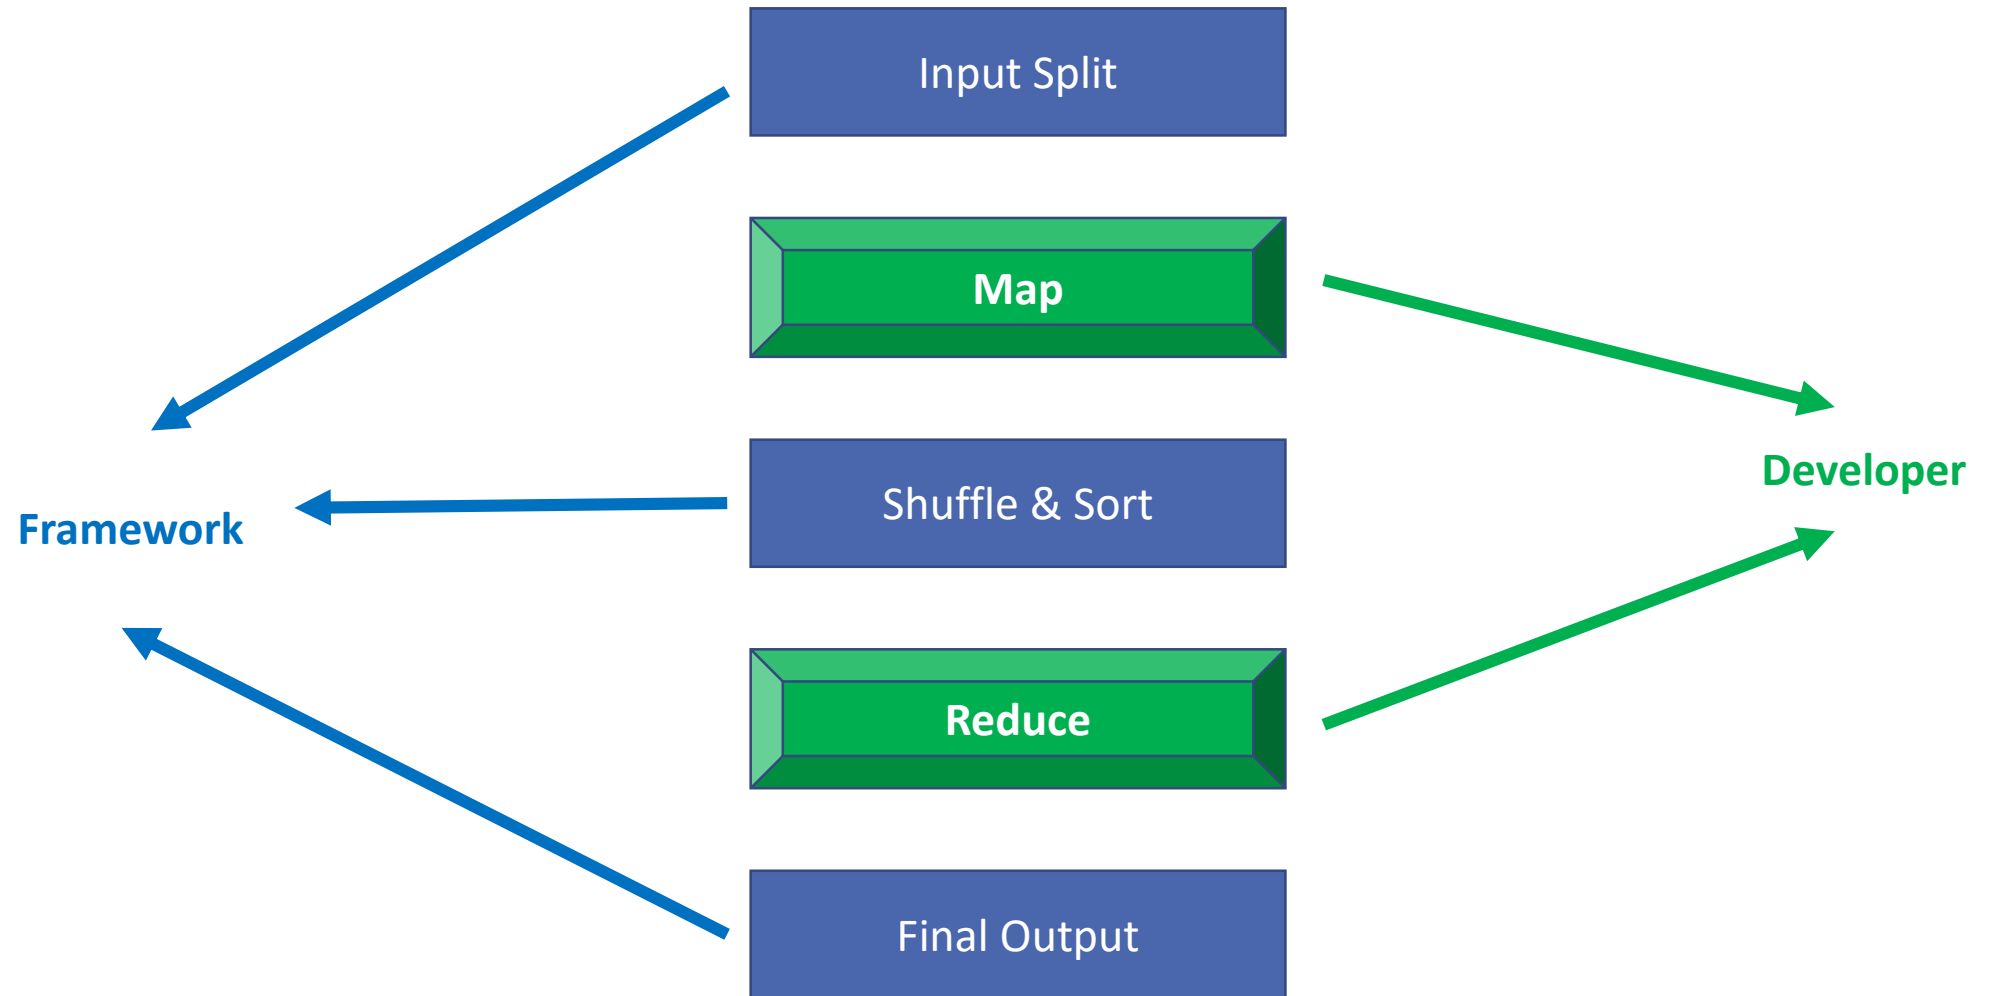 Input Split
Map
Shuffle & Sort
Reduce
Final Output
Framework
Developer